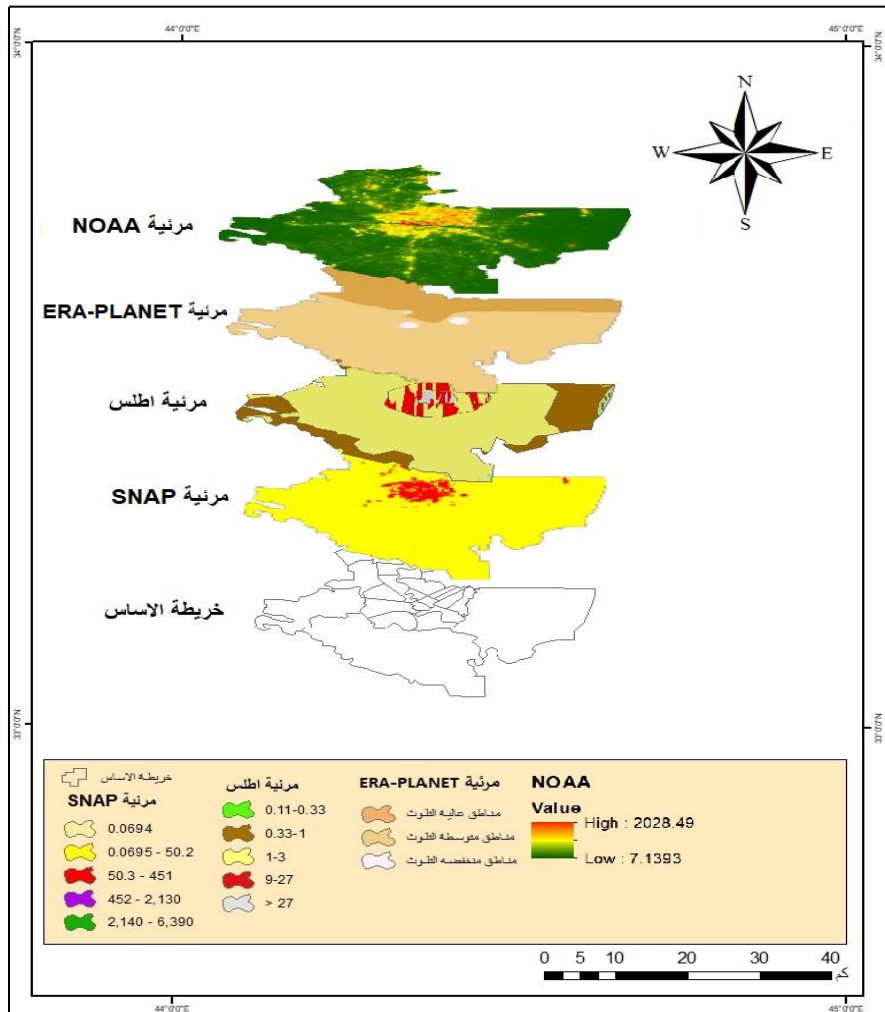 44°0'0"E 45°0'0"E
34°0'0"N 34°0'0"N
N
W E
S
مرئية NOAA
مرئية ERA-PLANET
مرئية اطلس
مرئية SNAP
خريطة الاساس
33°0'0"N 33°0'0"N
خريطة الاساس
مرئية SNAP
0.0694
0.0695 - 50.2
50.3 - 451
452 - 2,130
2,140 - 6,390
مرئية اطلس
0.11-0.33
0.33-1
1-3
9-27
> 27
مرئية ERA-PLANET
مناطق عالية التلوث
مناطق متوسطة التلوث
مناطق منخفضة التلوث
NOAA
Value
High : 2028.49
Low : 7.1393
0 5 10 20 30 40
كم
44°0'0"E 45°0'0"E